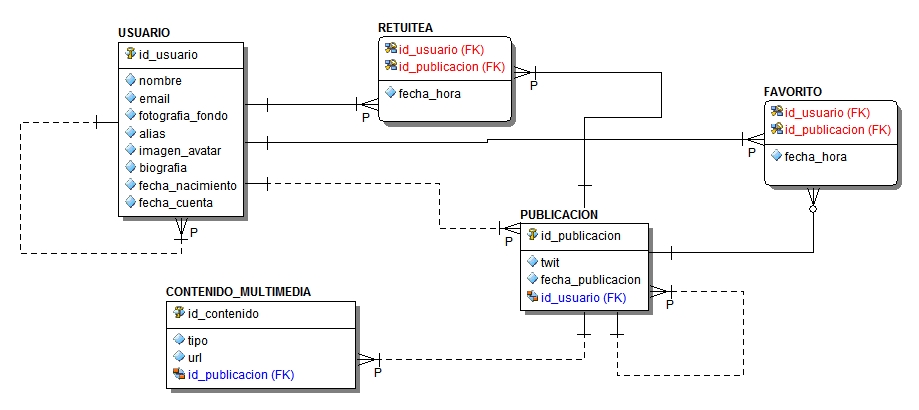 USUARIO
id_usuario
nombre
email
fotografia_fondo
alias
imagen_avatar
biografia
fecha_nacimiento
fecha_cuenta
P
RETUITEA
id_usuario (FK)
id_publicacion (FK)
fecha_hora
P
P
FAVORITO
id_usuario (FK)
id_publicacion (FK)
fecha_hora
P
PUBLICACION
id_publicacion
twit
fecha_publicacion
id_usuario (FK)
P
P
CONTENIDO_MULTIMEDIA
id_contenido
tipo
url
id_publicacion (FK)
P